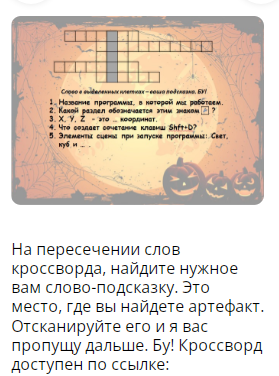 Слово в выделенных клетках – ваша подсказка. БУ!
1. Название программы, в которой мы работаем.
2. Какой раздел обозначается этим знаком ?
3. X, Y, Z - это ... координат.
4. Что создает сочетание клавиш Shft+D?
5. Элементы сцены при запуске программы: Свет,
куб и ... .
На пересечении слов
кроссворда, найдите нужное
вам слово-подсказку. Это
место, где вы найдете артефакт.
Отсканируйте его и я вас
пропущу дальше. Бу! Кроссворд
доступен по ссылке: